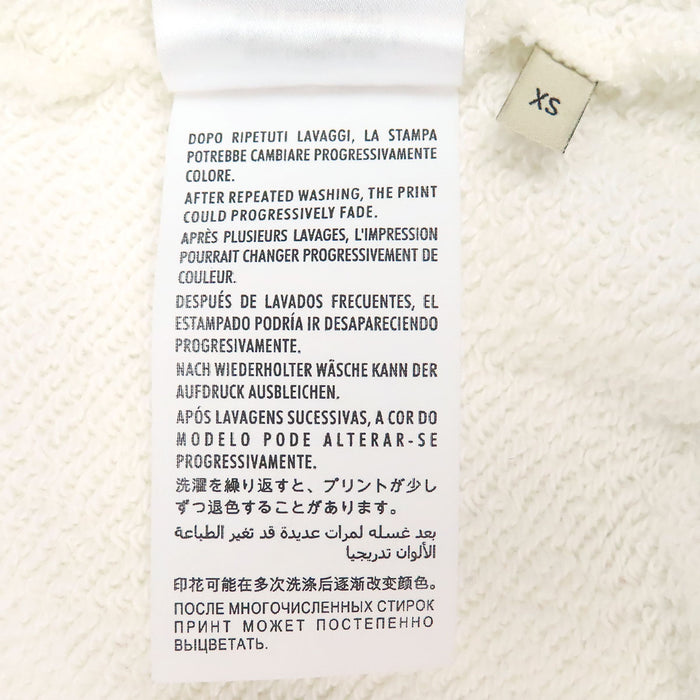 XS
DOPO RIPETUTI LAVAGGI, LA STAMPA
POTREBBE CAMBIARE PROGRESSIVAMENTE
COLORE.
AFTER REPEATED WASHING, THE PRINT
COULD PROGRESSIVELY FADE.
APRÈS PLUSIEURS LAVAGES, L'IMPRESSION
POURRAIT CHANGER PROGRESSIVEMENT DE
COULEUR.
DESPUÉS DE LAVADOS FRECUENTES, EL
ESTAMPADO PODRÍA IR DESAPARECIENDO
PROGRESIVAMENTE.
NACH WIEDERHOLTER WÄSCHE KANN DER
AUFDRUCK AUSBLEICHEN.
APÓS LAVAGENS SUCESSIVAS, A COR DO
MODELO PODE ALTERAR-SE
PROGRESSIVAMENTE.
洗濯を繰り返すと、プリントが少し
ずつ退色することがあります。
بعد غسله لمرات عديدة قد تغير الطباعة
الألوان تدريجيا
印花可能在多次洗涤后逐渐改变颜色。
ПОСЛЕ МНОГОЧИСЛЕННЫХ СТИРОК
ПРИНТ МОЖЕТ ПОСТЕПЕННО
ВЫЦВЕТАТЬ.